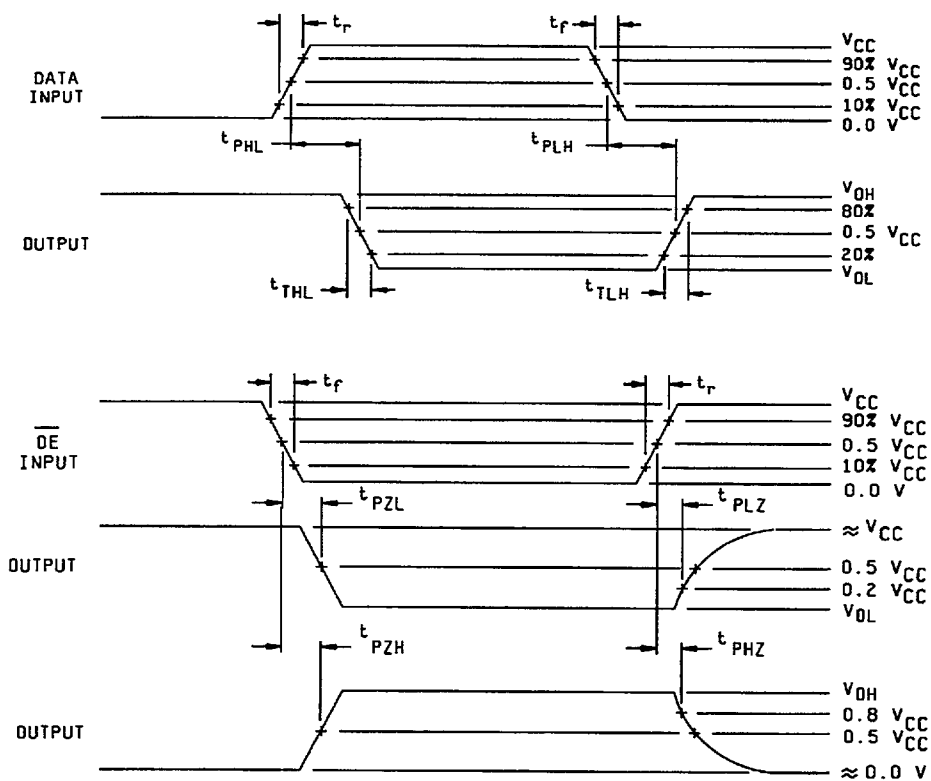 t_r
t_f
V_CC
90% V_CC
DATA
INPUT
0.5 V_CC
10% V_CC
0.0 V_CC
t_PHL
t_PLH
V_OH
80%
OUTPUT
0.5 V_CC
20%
V_OL
t_THL
t_TLH
t_f
t_r
V_CC
90% V_CC
O̅E̅
INPUT
0.5 V_CC
10% V_CC
0.0 V
t_PZL
t_PLZ
≈ V_CC
OUTPUT
0.5 V_CC
0.2 V_CC
V_OL
t_PZH
t_PHZ
V_OH
0.8 V_CC
OUTPUT
0.5 V_CC
≈ 0.0 V